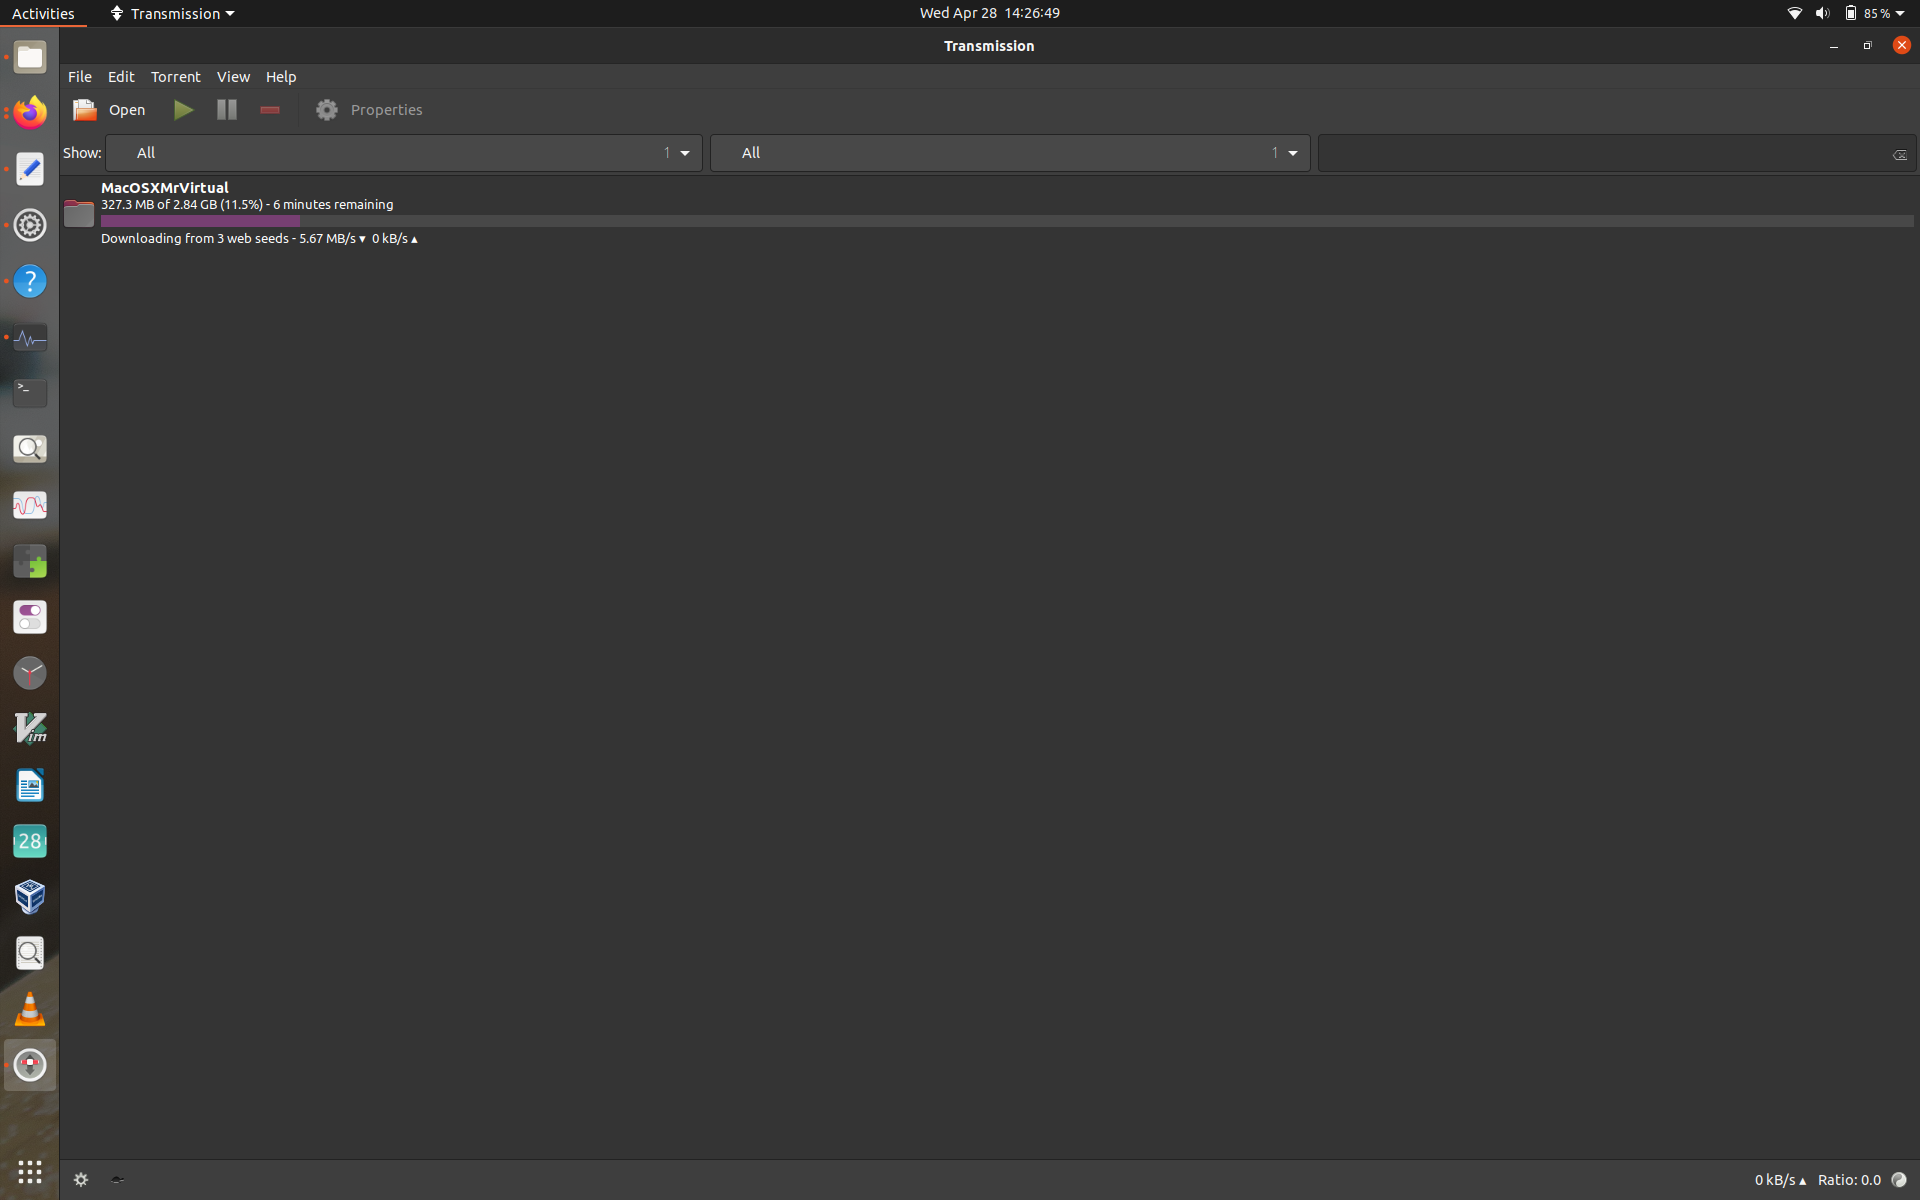 Activities
Transmission
Wed Apr 28 14:26:49
85 %
Transmission
File Edit Torrent View Help
Open
Properties
Show:
All 1
All 1
MacOSXMrVirtual
327.3 MB of 2.84 GB (11.5%) - 6 minutes remaining
Downloading from 3 web seeds - 5.67 MB/s ▾ 0 kB/s ▴
?
>_
Vim
28
0 kB/s ▴ Ratio: 0.0